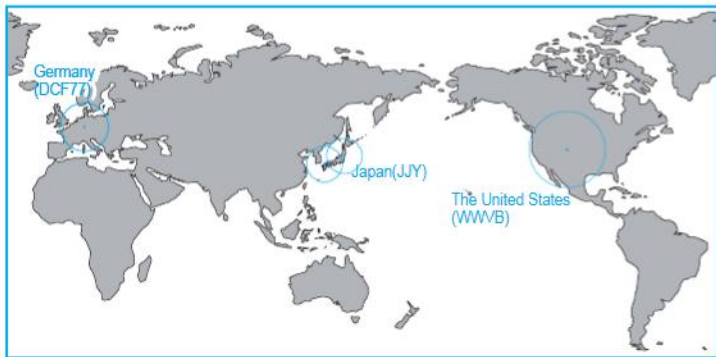 Germany
(DCF77)
Japan(JJY)
The United States
(WWVB)